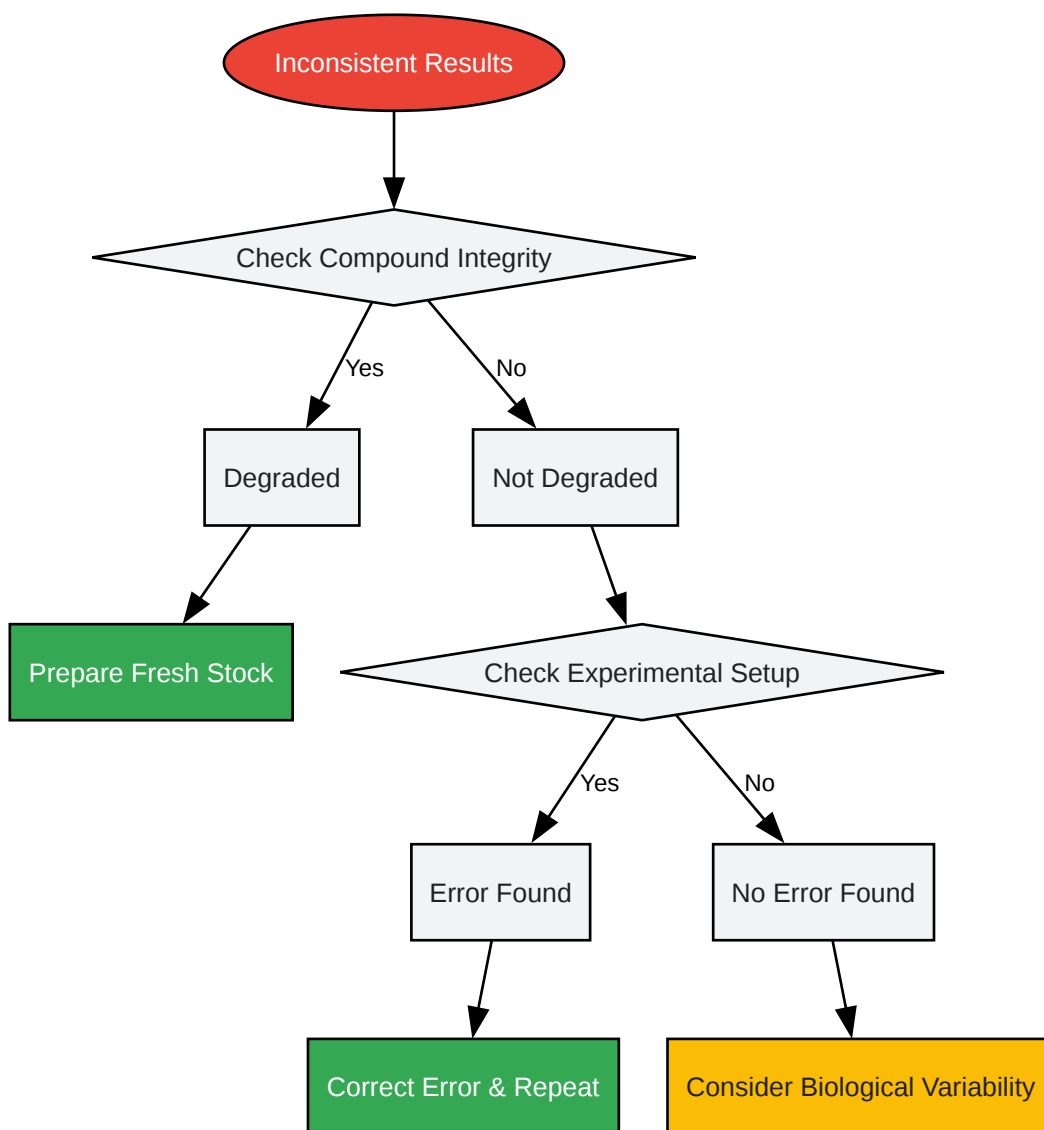 Inconsistent Results
Check Compound Integrity
Yes
No
Degraded
Not Degraded
Prepare Fresh Stock
Check Experimental Setup
Yes
No
Error Found
No Error Found
Correct Error & Repeat
Consider Biological Variability